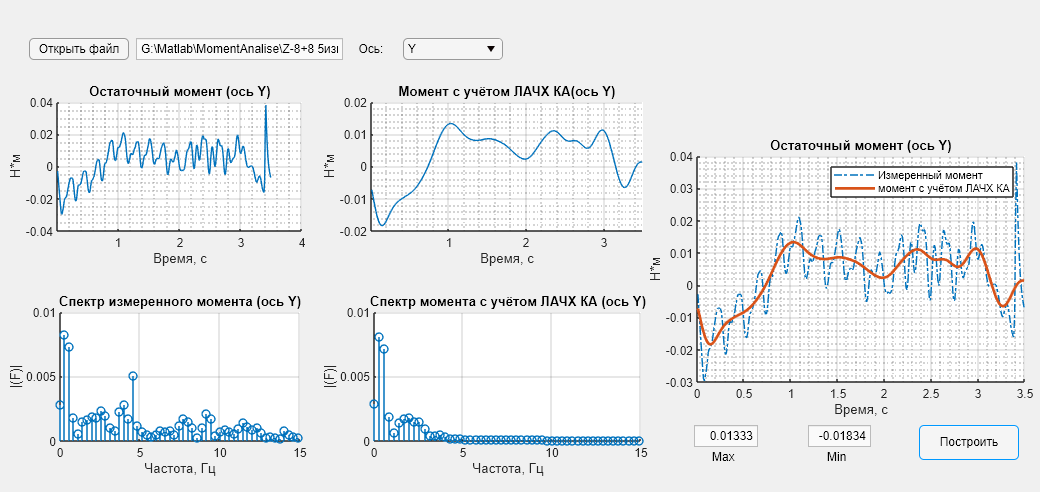 Открыть файл G:\Matlab\MomentAnalise\Z-8+8 5из Ось: Y
Остаточный момент (ось Y)
0.04
0.02
0
-0.02
-0.04
Н*м
1 2 3 4
Время, с
Момент с учётом ЛАЧХ КА(ось Y)
0.02
0.01
0
-0.01
-0.02
Н*м
1 2 3
Время, с
Спектр измеренного момента (ось Y)
0.01
0.005
0
|(F)|
0 5 10 15
Частота, Гц
Спектр момента с учётом ЛАЧХ КА (ось Y)
0.01
0.005
0
|(F)|
0 5 10 15
Частота, Гц
Остаточный момент (ось Y)
Измеренный момент
момент с учётом ЛАЧХ КА
0.04
0.03
0.02
0.01
0
-0.01
-0.02
-0.03
Н*м
0 0.5 1 1.5 2 2.5 3 3.5
Время, с
0.01333 -0.01834 Построить
Max Min